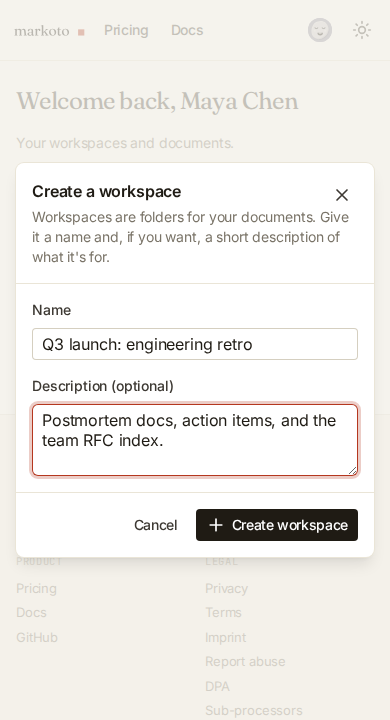 markoto
Pricing
Docs
Welcome back, Maya Chen
Your workspaces and documents.
Create a workspace
Workspaces are folders for your documents. Give
it a name and, if you want, a short description of
what it's for.
Name
Q3 launch: engineering retro
Description (optional)
Postmortem docs, action items, and the
team RFC index.
Cancel
Create workspace
PRODUCT
Pricing
Docs
GitHub
LEGAL
Privacy
Terms
Imprint
Report abuse
DPA
Sub-processors